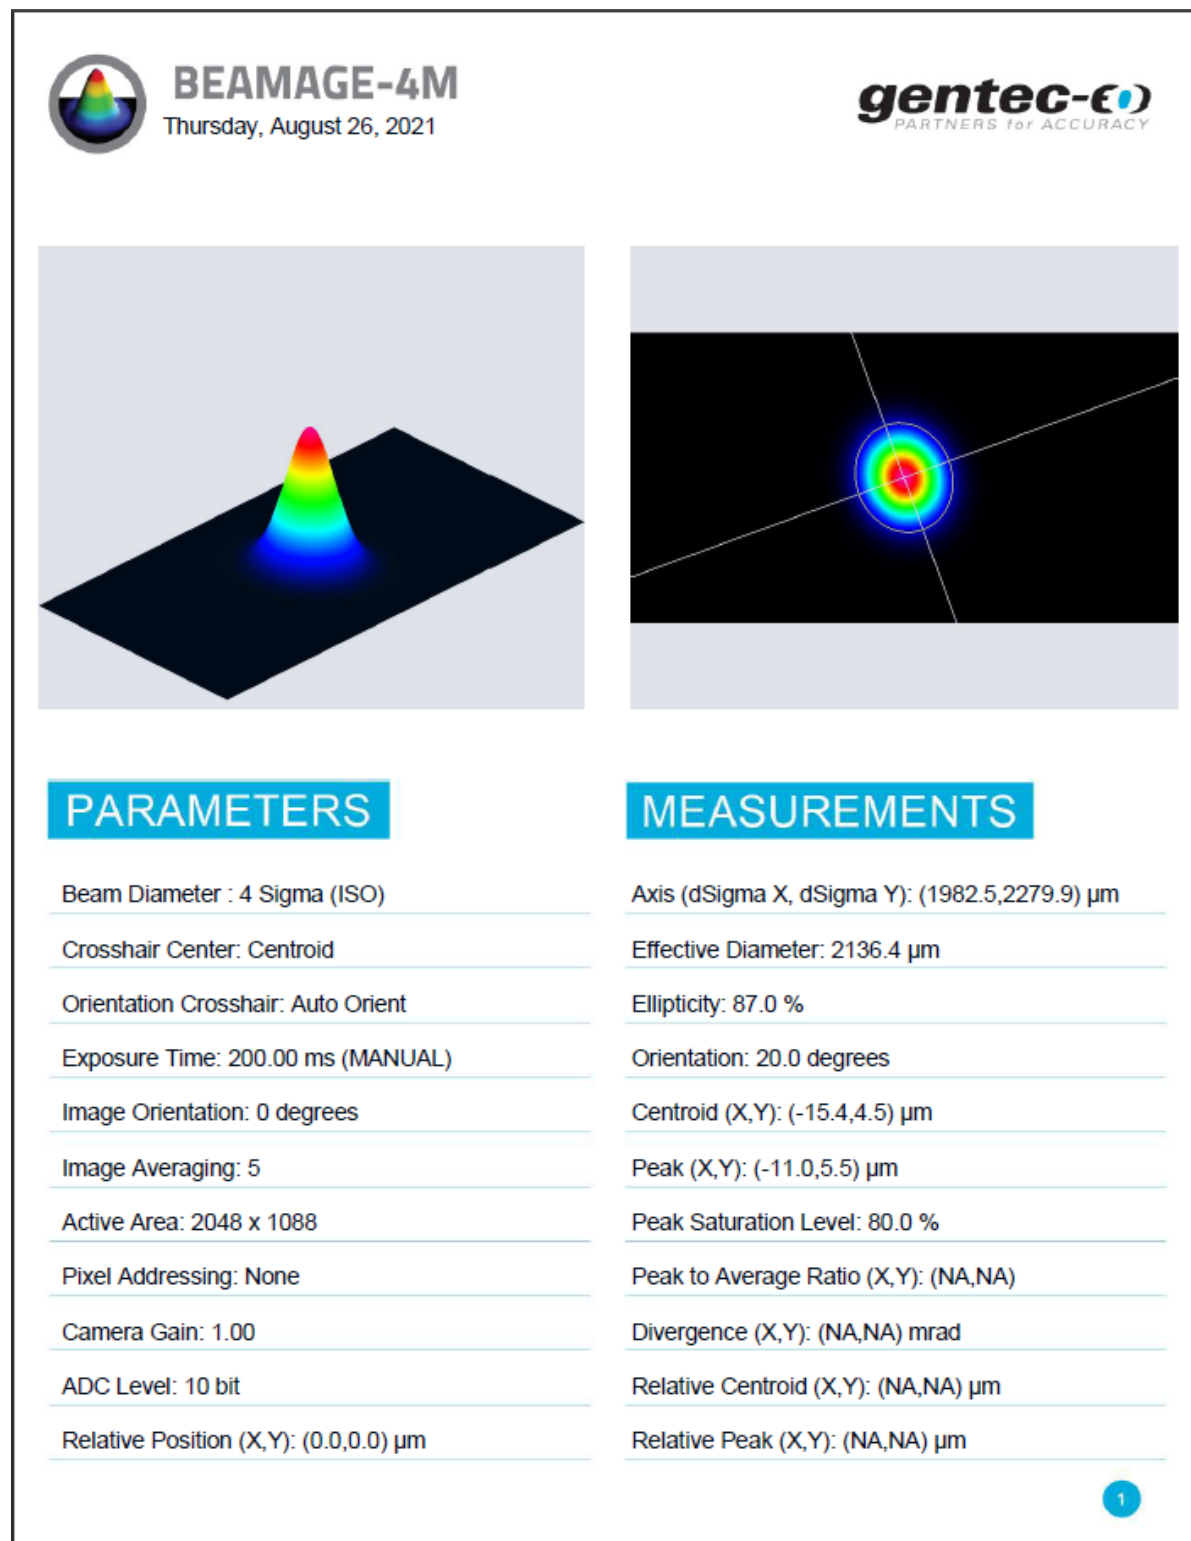 BEAMAGE-4M
Thursday, August 26, 2021
gentec-EO
PARTNERS for ACCURACY
PARAMETERS
Beam Diameter : 4 Sigma (ISO)
Crosshair Center: Centroid
Orientation Crosshair: Auto Orient
Exposure Time: 200.00 ms (MANUAL)
Image Orientation: 0 degrees
Image Averaging: 5
Active Area: 2048 x 1088
Pixel Addressing: None
Camera Gain: 1.00
ADC Level: 10 bit
Relative Position (X,Y): (0.0,0.0) µm
MEASUREMENTS
Axis (dSigma X, dSigma Y): (1982.5,2279.9) µm
Effective Diameter: 2136.4 µm
Ellipticity: 87.0 %
Orientation: 20.0 degrees
Centroid (X,Y): (-15.4,4.5) µm
Peak (X,Y): (-11.0,5.5) µm
Peak Saturation Level: 80.0 %
Peak to Average Ratio (X,Y): (NA,NA)
Divergence (X,Y): (NA,NA) mrad
Relative Centroid (X,Y): (NA,NA) µm
Relative Peak (X,Y): (NA,NA) µm
1